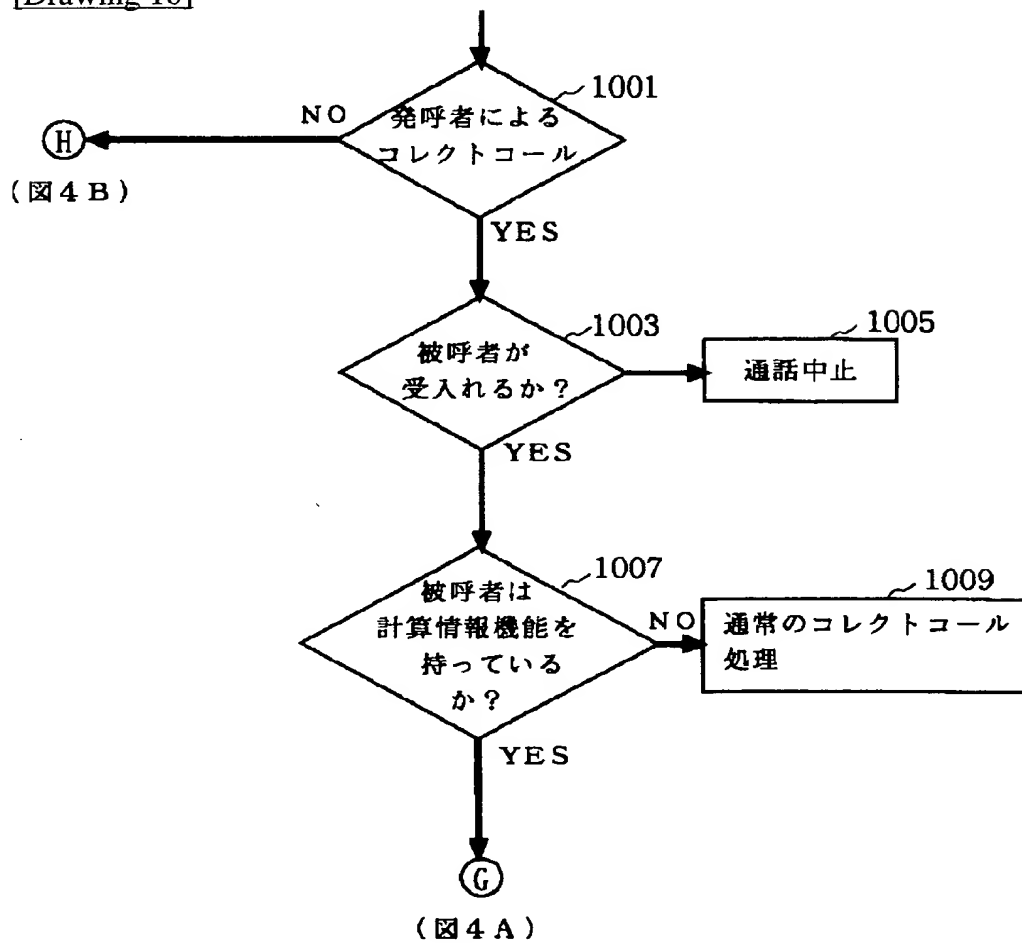 [Drawing 10]
1001
NO
発呼者による
コレクトコール
H
(図4B)
YES
1003
被呼者が
受入れるか?
1005
通話中止
YES
1007
被呼者は
計算情報機能を
持っている
か?
NO
1009
通常のコレクトコール
処理
YES
G
(図4A)